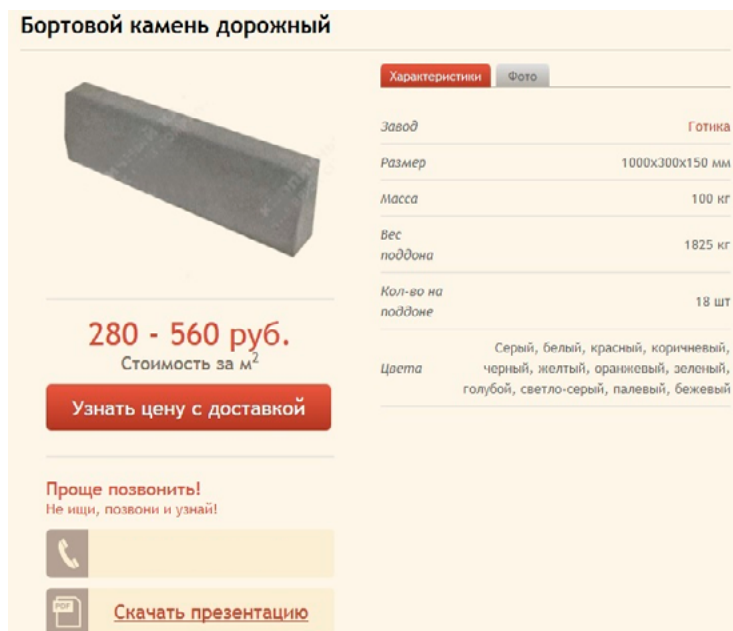 Бортовой камень дорожный
Характеристики Фото
Завод Готика
Размер 1000x300x150 мм
Масса 100 кг
Вес
поддона 1825 кг
Кол-во на
поддоне 18 шт
Цвета Серый, белый, красный, коричневый,
черный, желтый, оранжевый, зеленый,
голубой, светло-серый, палевый, бежевый
280 - 560 руб.
Стоимость за м²
Узнать цену с доставкой
Проще позвонить!
Не ищи, позвони и узнай!
PDF
Скачать презентацию